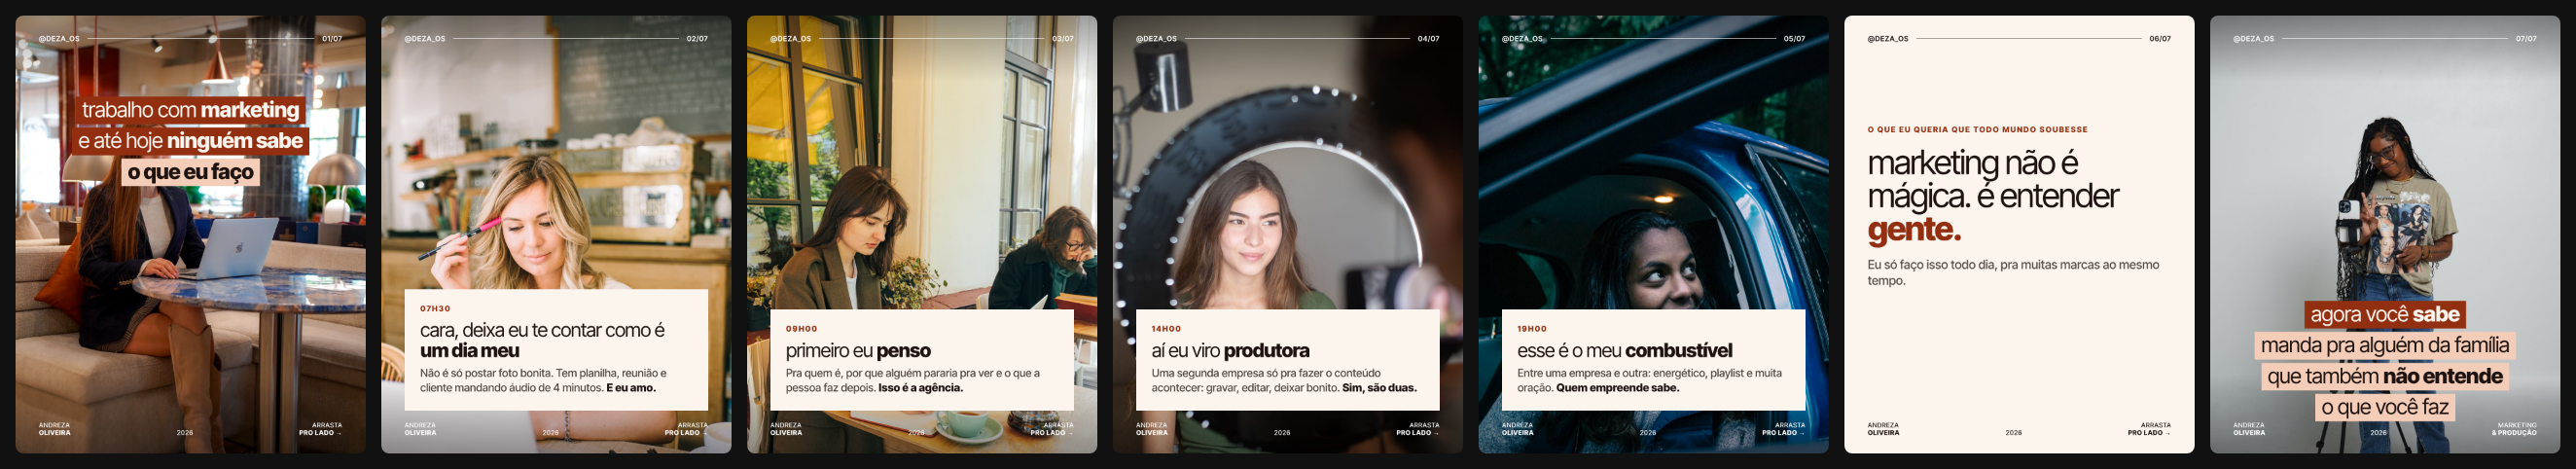 @DEZA_OS
01/07
trabalho com marketing
e até hoje ninguém sabe
o que eu faço
ANDREZA
OLIVEIRA
2026
ARRASTA
PRO LADO →
@DEZA_OS
02/07
07H30
cara, deixa eu te contar como é
um dia meu
Não é só postar foto bonita. Tem planilha, reunião e
cliente mandando áudio de 4 minutos. E eu amo.
ANDREZA
OLIVEIRA
2026
ARRASTA
PRO LADO →
@DEZA_OS
03/07
09H00
primeiro eu penso
Pra quem é, por que alguém pararia pra ver e o que a
pessoa faz depois. Isso é a agência.
ANDREZA
OLIVEIRA
2026
ARRASTA
PRO LADO →
@DEZA_OS
04/07
14H00
aí eu viro produtora
Uma segunda empresa só pra fazer o conteúdo
acontecer: gravar, editar, deixar bonito. Sim, são duas.
ANDREZA
OLIVEIRA
2026
ARRASTA
PRO LADO →
@DEZA_OS
05/07
19H00
esse é o meu combustível
Entre uma empresa e outra: energético, playlist e muita
oração. Quem empreende sabe.
ANDREZA
OLIVEIRA
2026
ARRASTA
PRO LADO →
@DEZA_OS
06/07
O QUE EU QUERIA QUE TODO MUNDO SOUBESSE
marketing não é
mágica. é entender
gente.
Eu só faço isso todo dia, pra muitas marcas ao mesmo
tempo.
ANDREZA
OLIVEIRA
2026
ARRASTA
PRO LADO →
@DEZA_OS
07/07
agora você sabe
manda pra alguém da família
que também não entende
o que você faz
ANDREZA
OLIVEIRA
2026
MARKETING
& PRODUÇÃO